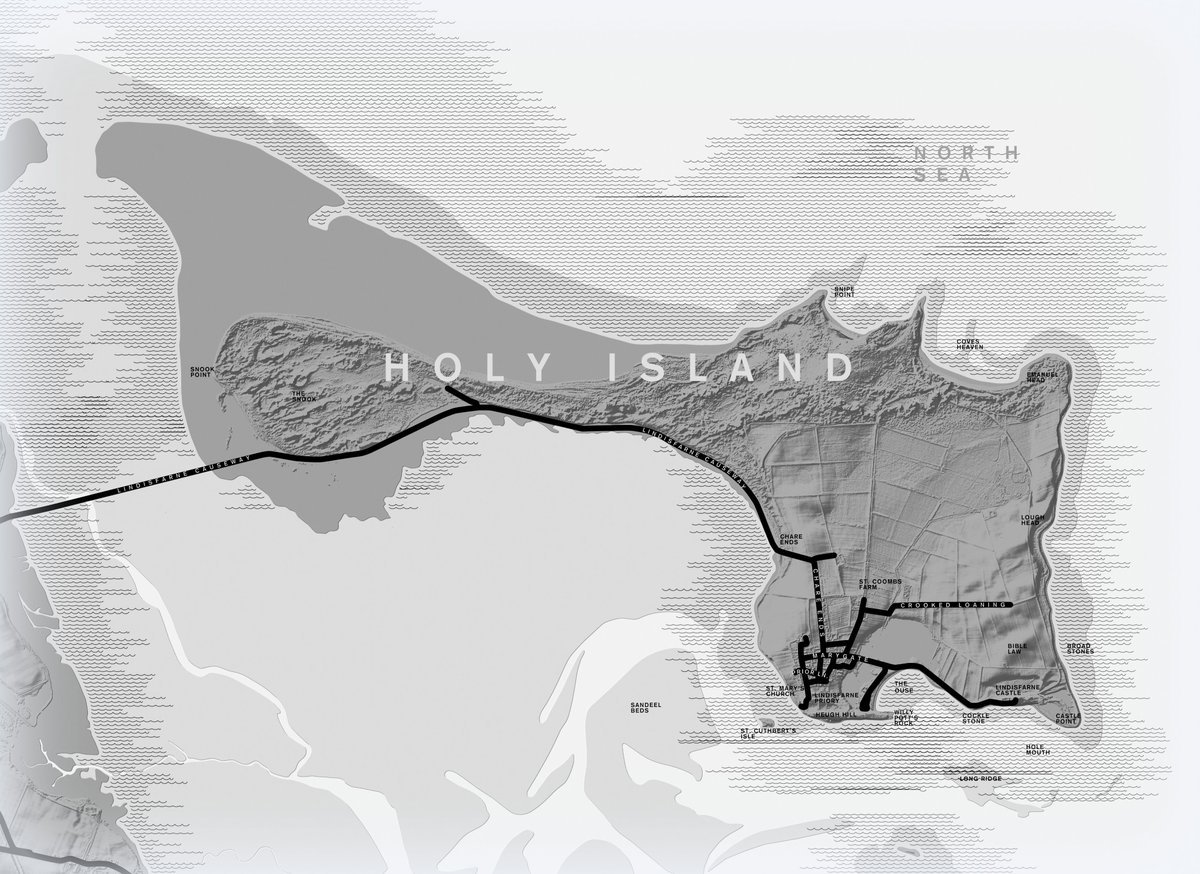 NORTH
SEA
SNIPE
POINT
COVES
HEAVEN
HOLY ISLAND
SNOOK
POINT
THE
SNOOK
EMANUEL
HEAD
LINDISFARNE CAUSEWAY
LINDISFARNE CAUSEWAY
LOUGH
HEAD
CHARE
ENDS
CHARE ENDS
ST. COOMBS
FARM
CROOKED LOANING
BIBLE
LAW
BROAD
STONES
MARYGATE
ST. MARY'S
CHURCH
LINDISFARNE
PRIORY
THE
OUSE
LINDISFARNE
CASTLE
SANDEEL
BEDS
HEUGH HILL
WILLY
POTT'S
ROCK
COCKLE
STONE
CASTLE
POINT
ST. CUTHBERT'S
ISLE
HOLE
MOUTH
LONG RIDGE